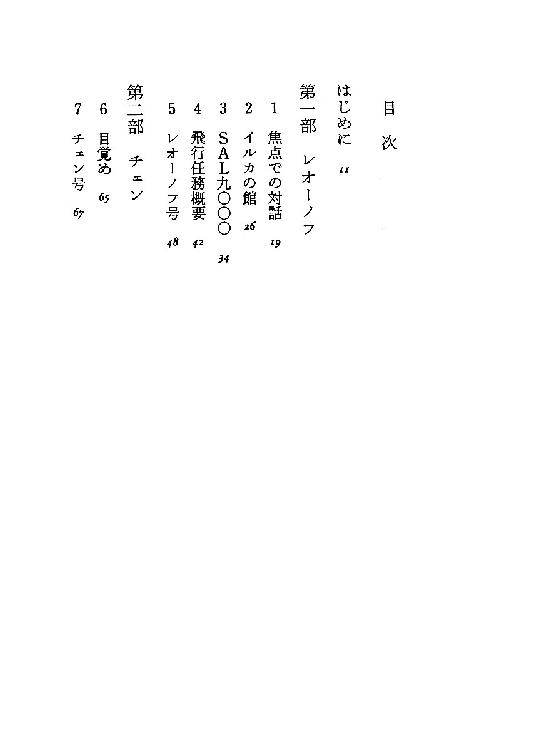 目次
はじめに 11
第一部 レオーノフ
1 焦点での対話 19
2 イルカの館 26
3 SAL九〇〇〇 34
4 飛行任務概要 42
5 レオーノフ号 48
第二部 チェン
6 目覚め 65
7 チェン号 67